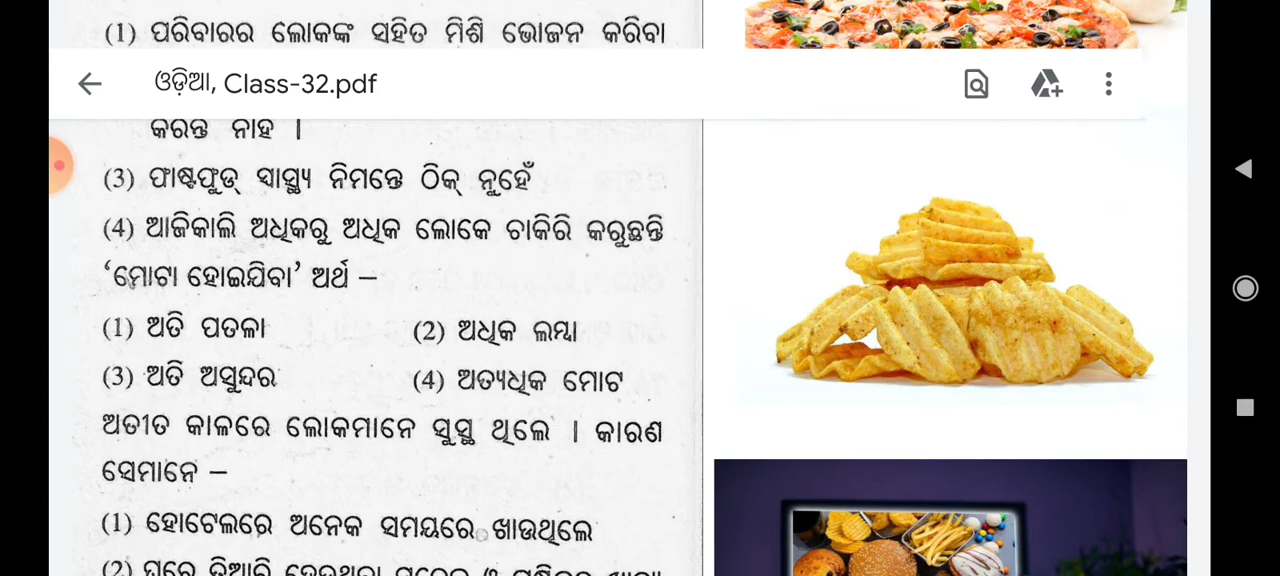 (1) ପରିବାରର ଲୋକଙ୍କ ସହିତ ମିଶି ଭୋଜନ କରିବା
ଓଡ଼ିଆ, Class-32.pdf
(3) ଫାଷ୍ଟଫୁଡ୍ ସ୍ୱାସ୍ଥ୍ୟ ନିମନ୍ତେ ଠିକ୍ ନୁହେଁ
(4) ଆଜିକାଲି ଅଧିକରୁ ଅଧିକ ଲୋକେ ଚାକିରି କରୁଛନ୍ତି
‘ମୋଟା ହୋଇଯିବା’ ଅର୍ଥ –
(1) ଅତି ପତଳା (2) ଅଧିକ ଲମ୍ବା
(3) ଅତି ଅସୁନ୍ଦର (4) ଅତ୍ୟଧିକ ମୋଟ
ଅତୀତ କାଳରେ ଲୋକମାନେ ସୁସ୍ଥ ଥିଲେ । କାରଣ
ସେମାନେ –
(1) ହୋଟେଲରେ ଅନେକ ସମୟରେ ଖାଉଥିଲେ
(2) ଘରେ